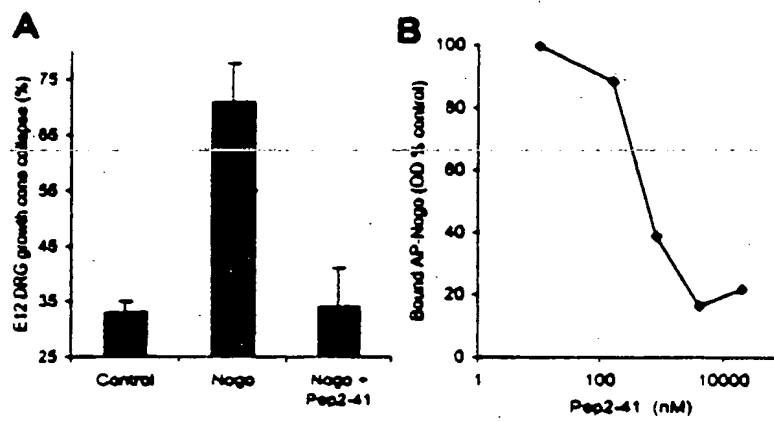 A
E12 DRG growth cone collapse (%)
75
65
55
45
35
25
Control
Nogo
Nogo +
Pep2-41
B
Bound AP-Nogo (OD % control)
100
80
60
40
20
0
1
100
10000
Pep2-41 (nM)